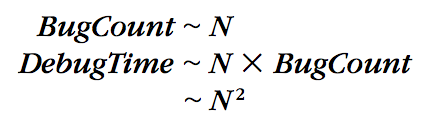 BugCount ~ N
DebugTime ~ N × BugCount
~ N²